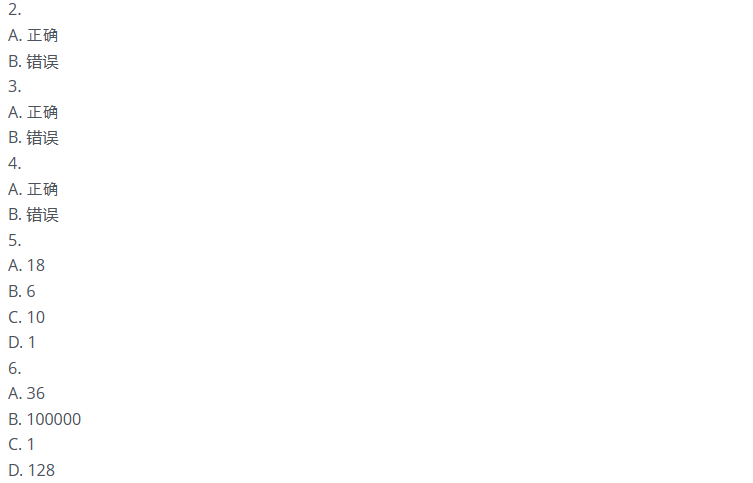 2.
A. 正确
B. 错误
3.
A. 正确
B. 错误
4.
A. 正确
B. 错误
5.
A. 18
B. 6
C. 10
D. 1
6.
A. 36
B. 100000
C. 1
D. 128